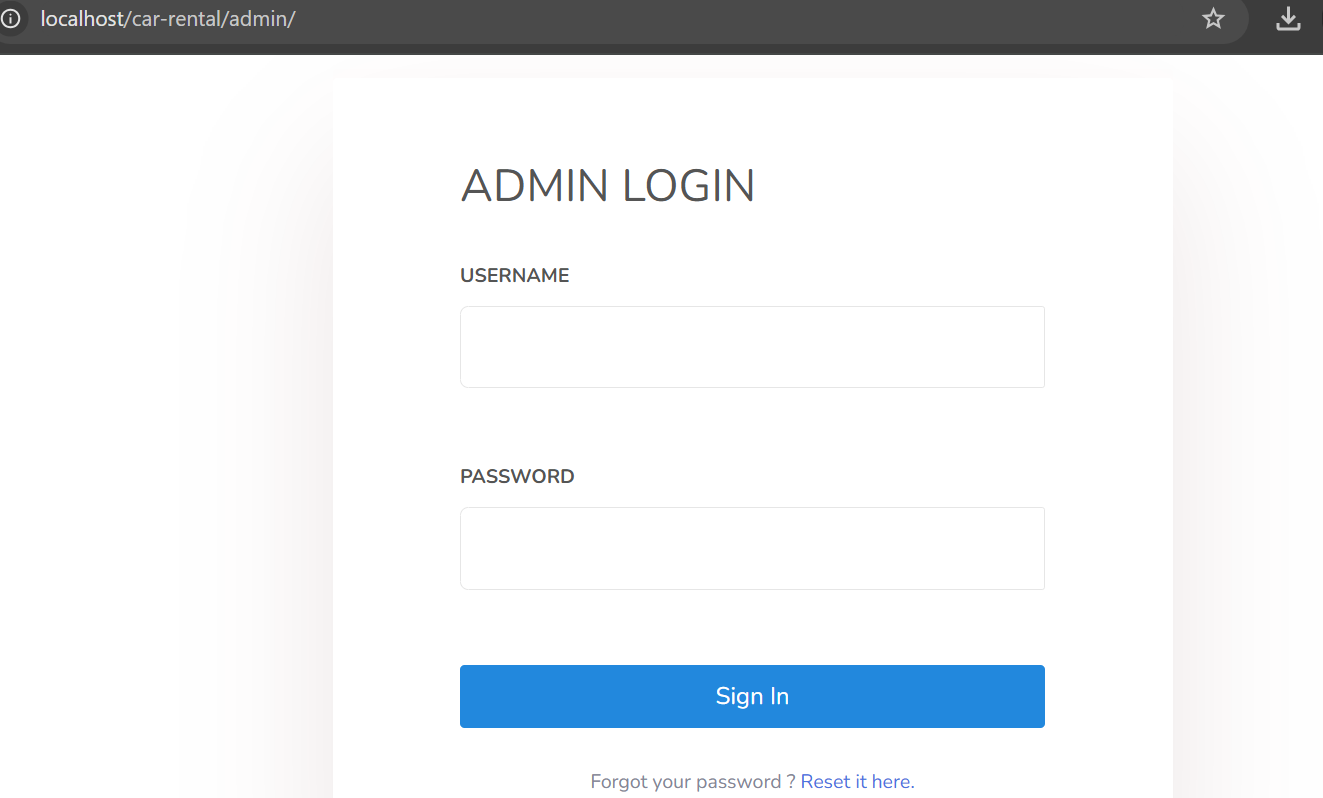 localhost/car-rental/admin/
ADMIN LOGIN
USERNAME
PASSWORD
Sign In
Forgot your password ? Reset it here.